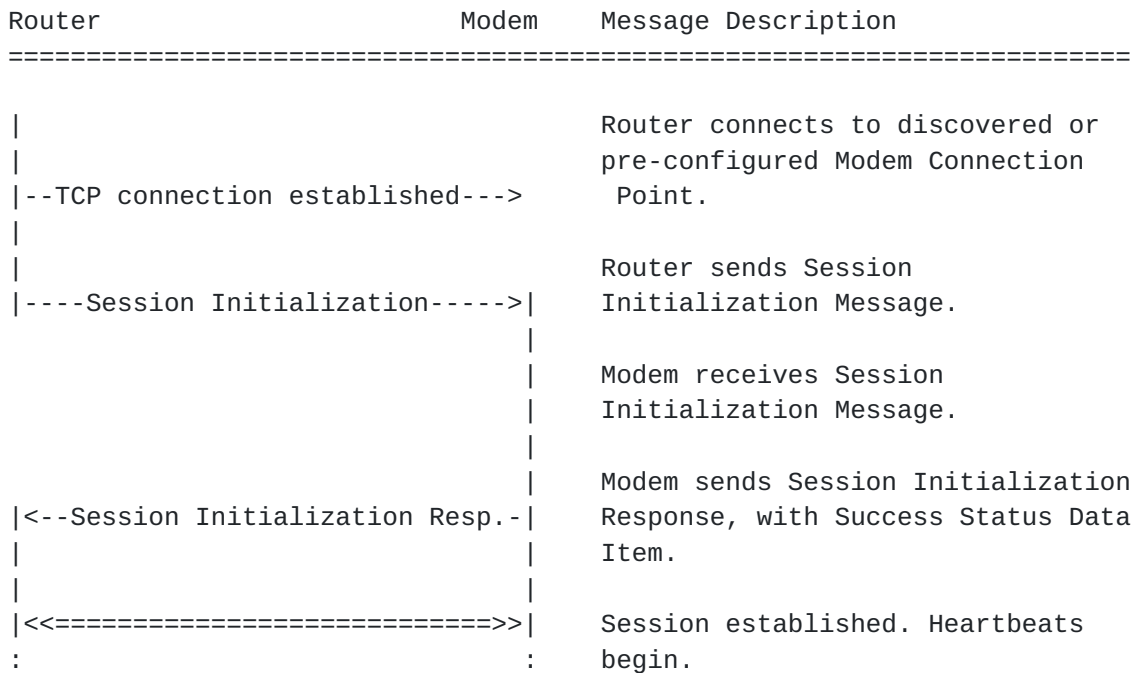 Router                       Modem    Message Description
========================================================================

|                                     Router connects to discovered or
|                                     pre-configured Modem Connection
|--TCP connection established--->      Point.
|
|                                     Router sends Session
|----Session Initialization----->|    Initialization Message.
                                 |
                                 |    Modem receives Session
                                 |    Initialization Message.
                                 |
                                 |    Modem sends Session Initialization
|<--Session Initialization Resp.-|    Response, with Success Status Data
|                                |    Item.
|                                |
|<<============================>>|    Session established. Heartbeats
:                                :    begin.